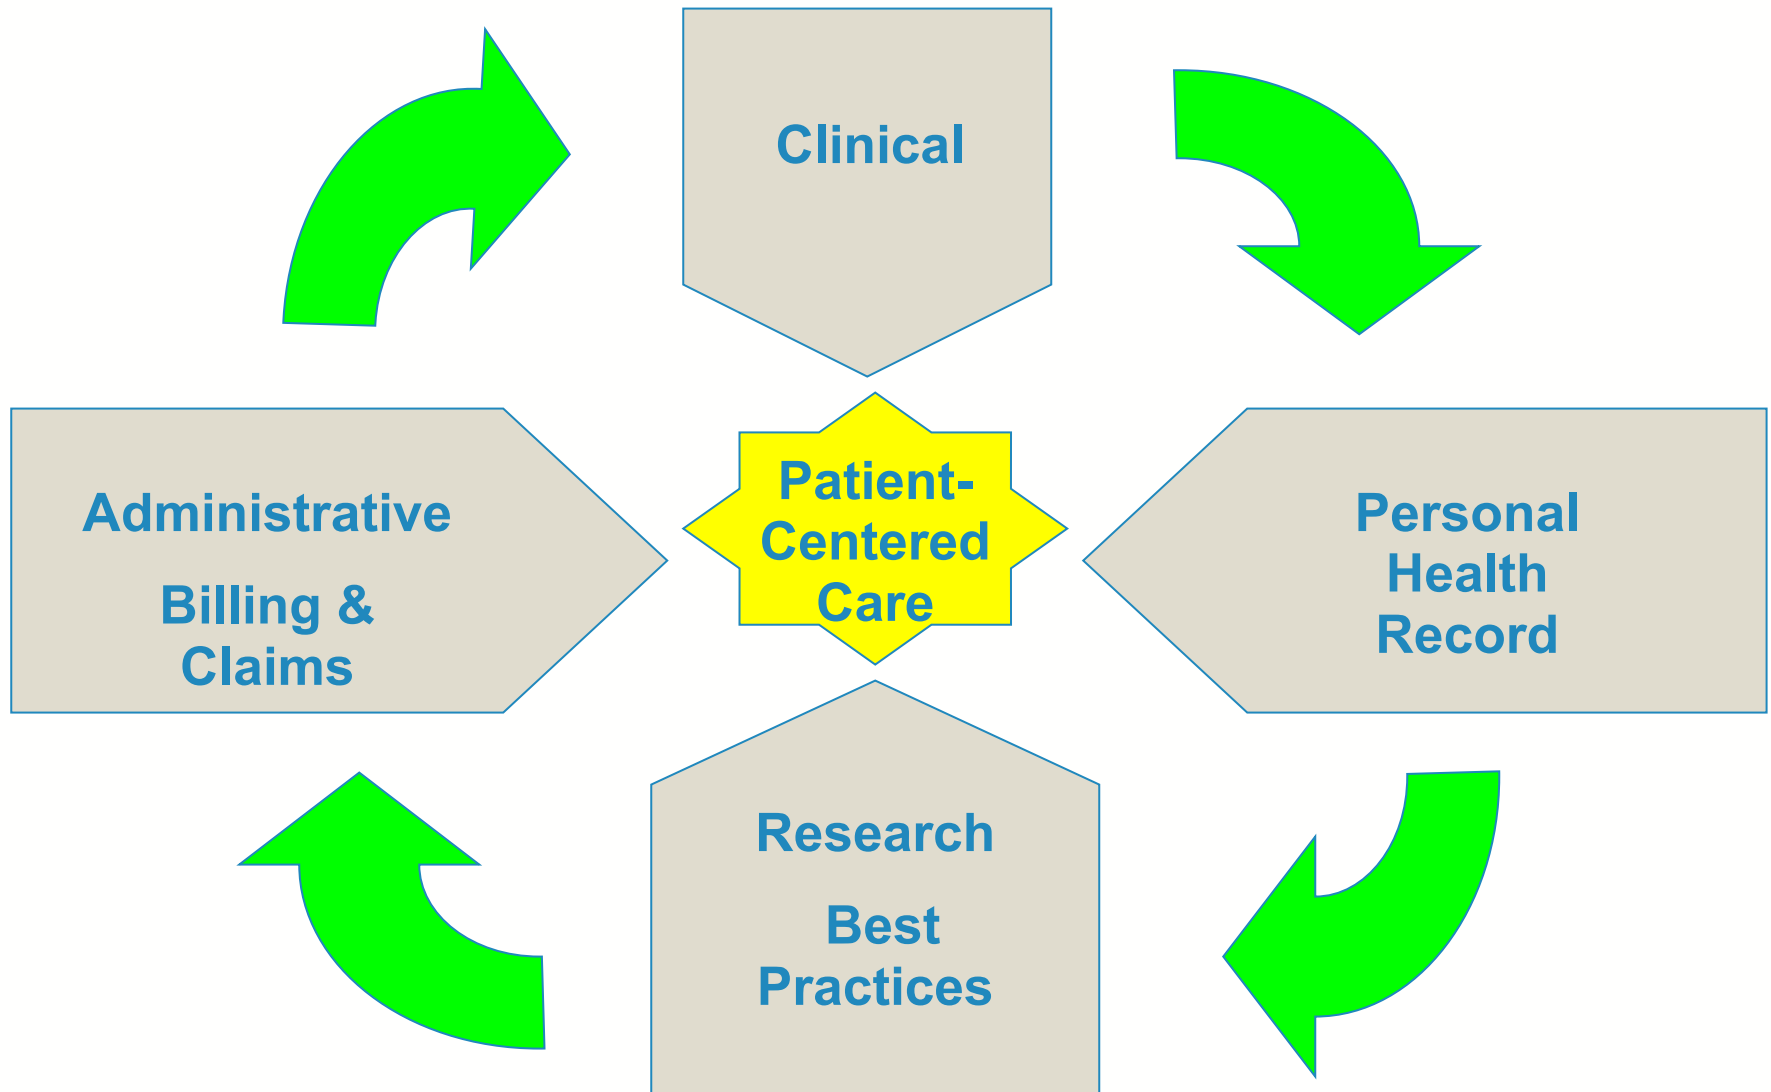 Clinical
Administrative
Billing &
Claims
Patient-
Centered
Care
Personal
Health
Record
Research
Best
Practices